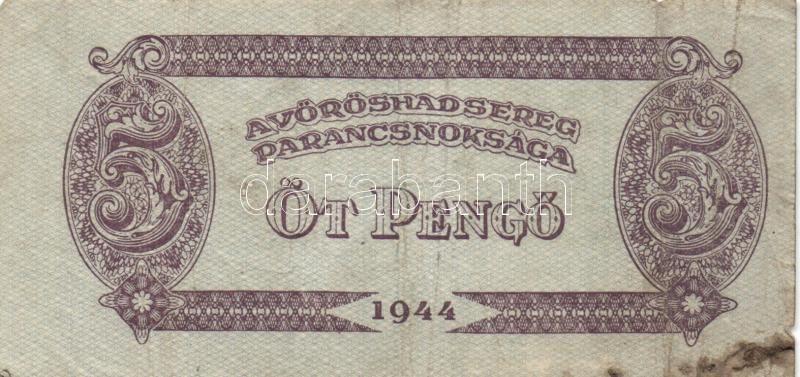 A VÖRÖSHADSEREG
PARANCSNOKSÁGA
5 5
ÖT PENGŐ
darabanth
1944